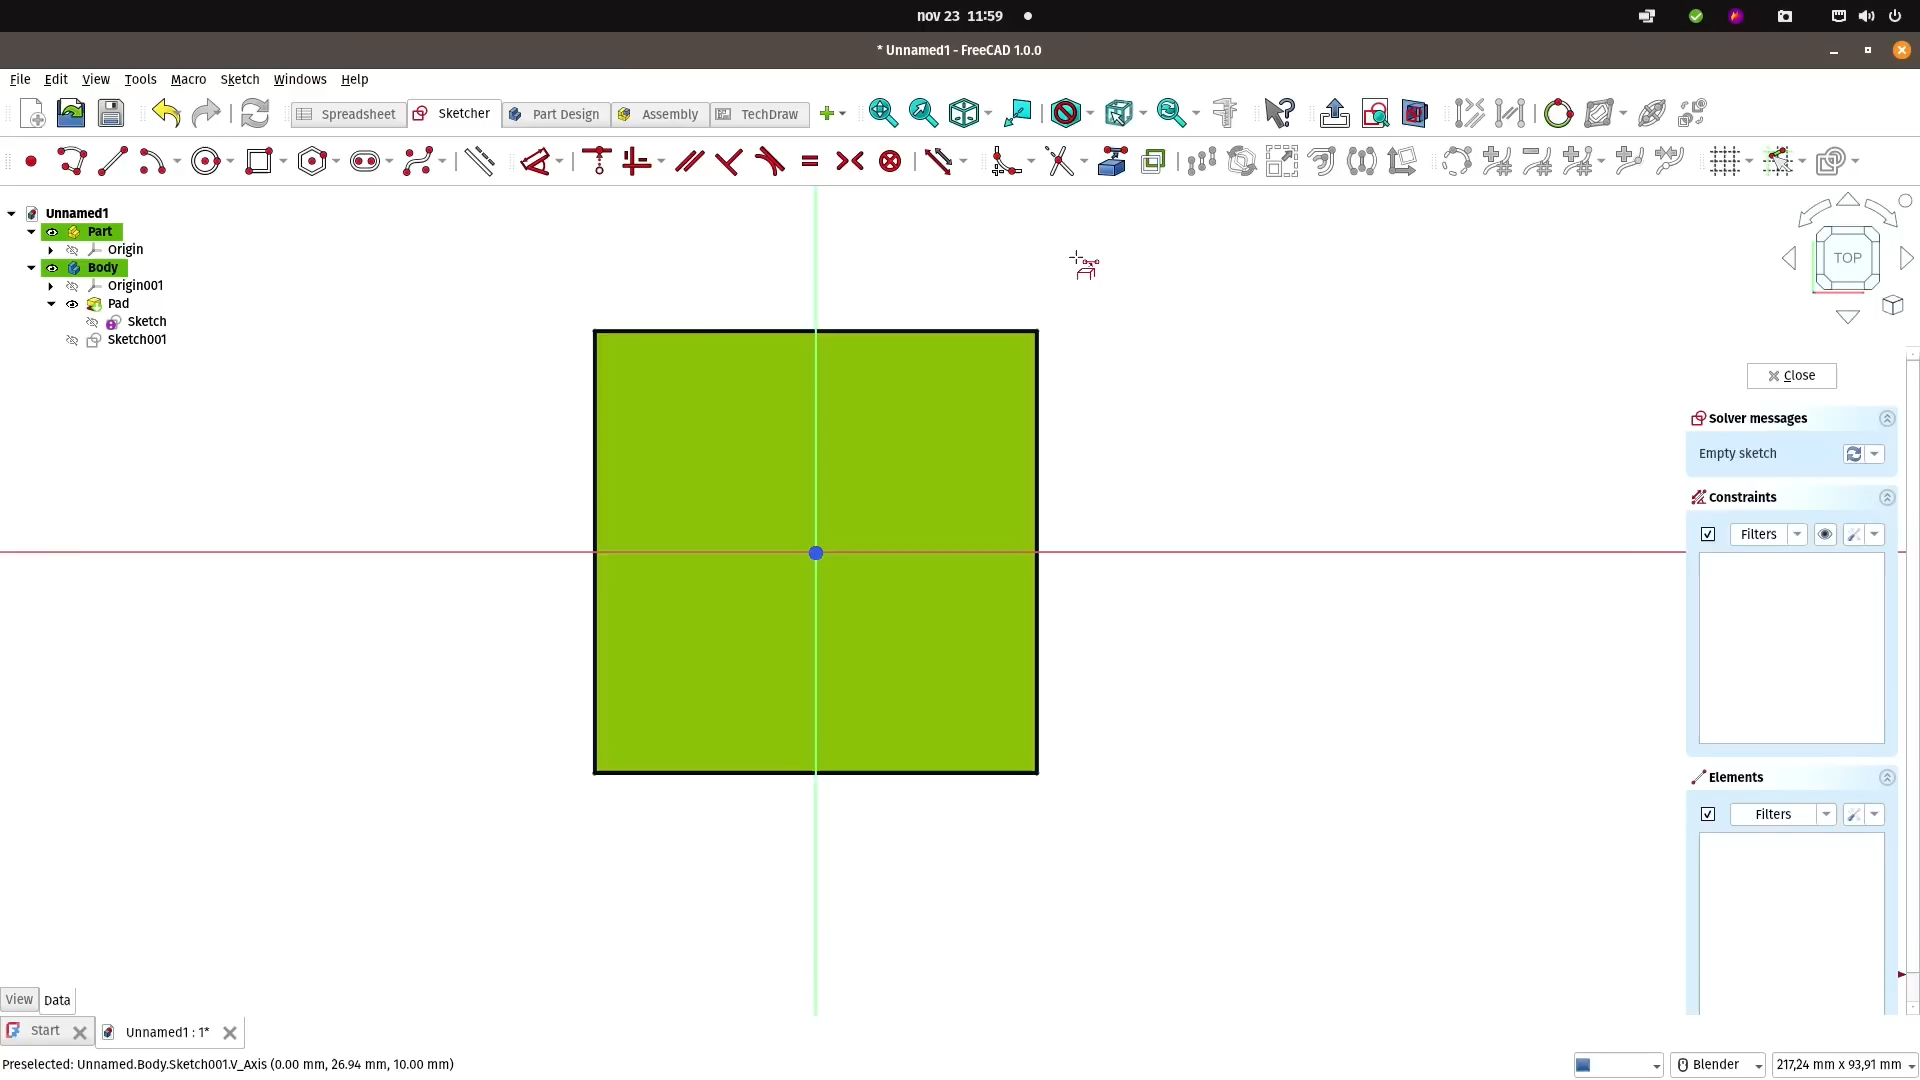 nov 23 11:59
* Unnamed1 - FreeCAD 1.0.0
File Edit View Tools Macro Sketch Windows Help
Spreadsheet Sketcher Part Design Assembly TechDraw
Unnamed1
Part
Origin
Body
Origin001
Pad
Sketch
Sketch001
TOP
Close
Solver messages
Empty sketch
Constraints
Filters
Elements
Filters
View Data
Start Unnamed1 : 1*
Preselected: Unnamed.Body.Sketch001.V_Axis (0.00 mm, 26.94 mm, 10.00 mm)
Blender 217,24 mm x 93,91 mm